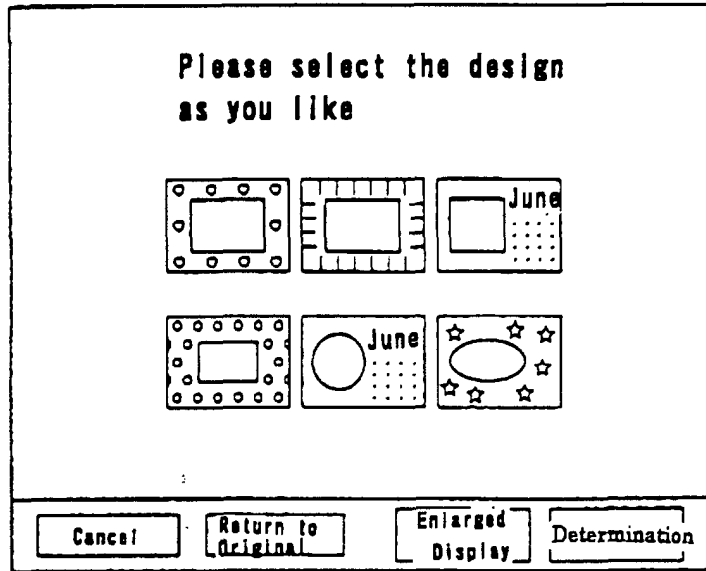 Please select the design
as you like
June
June
Cancel
Return to
Original
Enlarged
Display
Determination